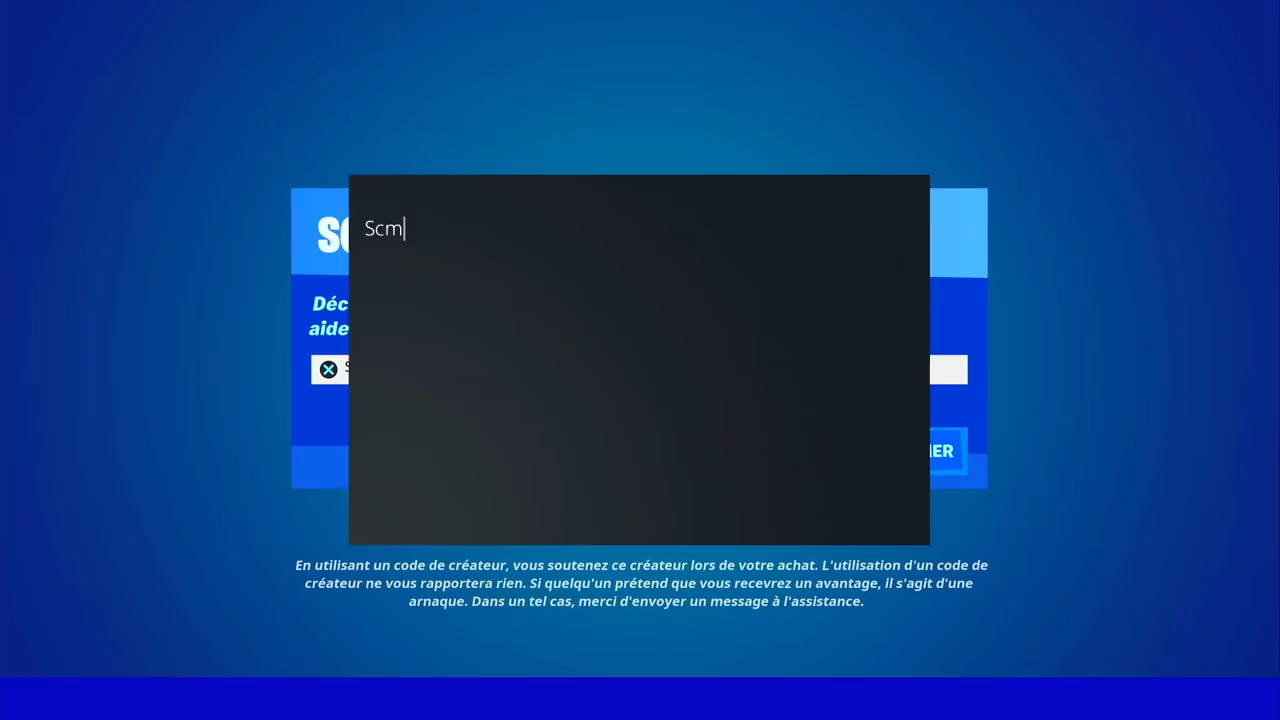 Scm
Déc
aide
En utilisant un code de créateur, vous soutenez ce créateur lors de votre achat. L'utilisation d'un code de
créateur ne vous rapportera rien. Si quelqu'un prétend que vous recevrez un avantage, il s'agit d'une
arnaque. Dans un tel cas, merci d'envoyer un message à l'assistance.